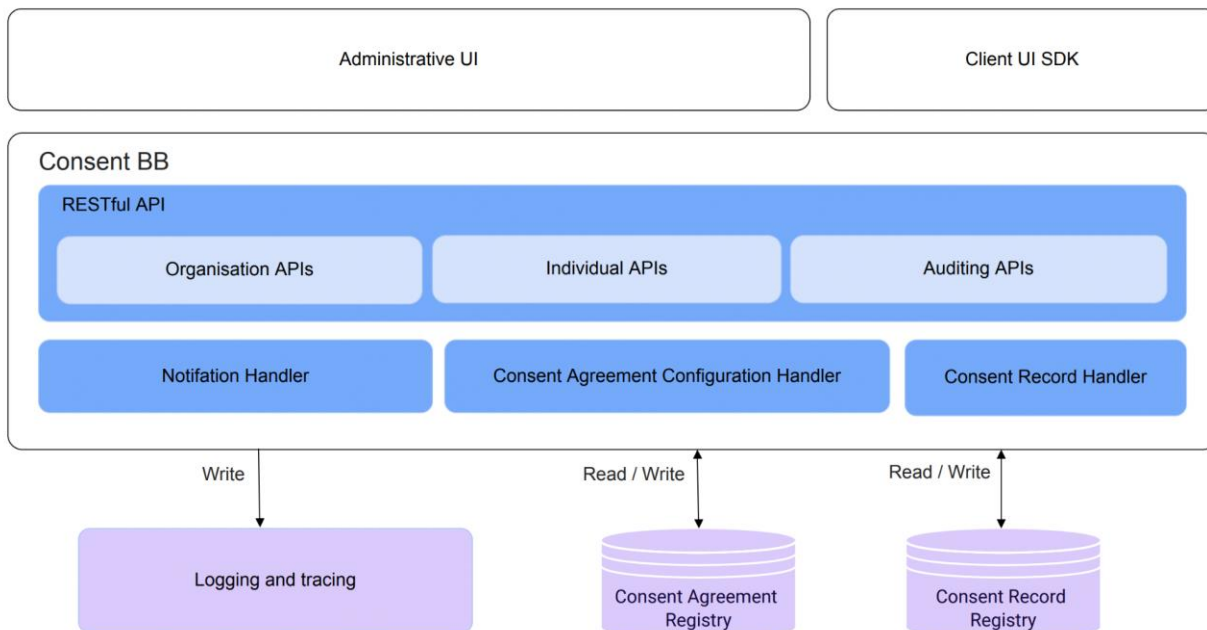 Administrative UI
Client UI SDK
Consent BB
RESTful API
Organisation APIs
Individual APIs
Auditing APIs
Notifation Handler
Consent Agreement Configuration Handler
Consent Record Handler
Write
Read / Write
Read / Write
Logging and tracing
Consent Agreement
Registry
Consent Record
Registry